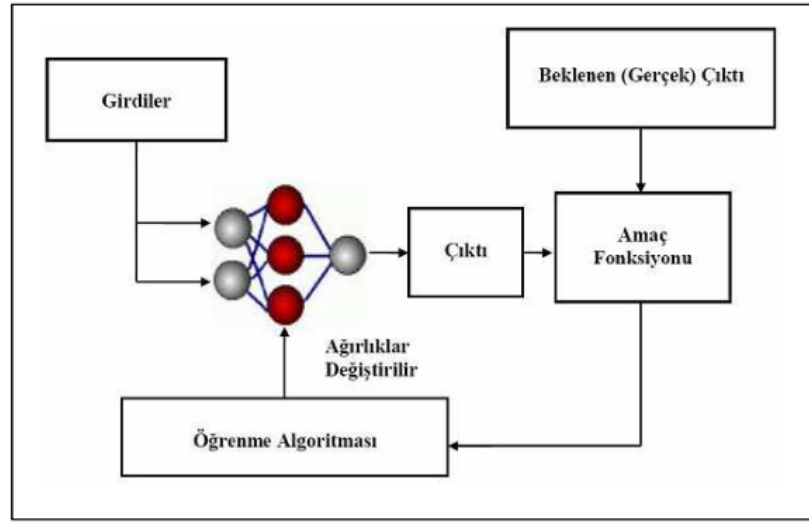 Girdiler
Beklenen (Gerçek) Çıktı
Çıktı
Amaç
Fonksiyonu
Ağırlıklar
Değiştirilir
Öğrenme Algoritması